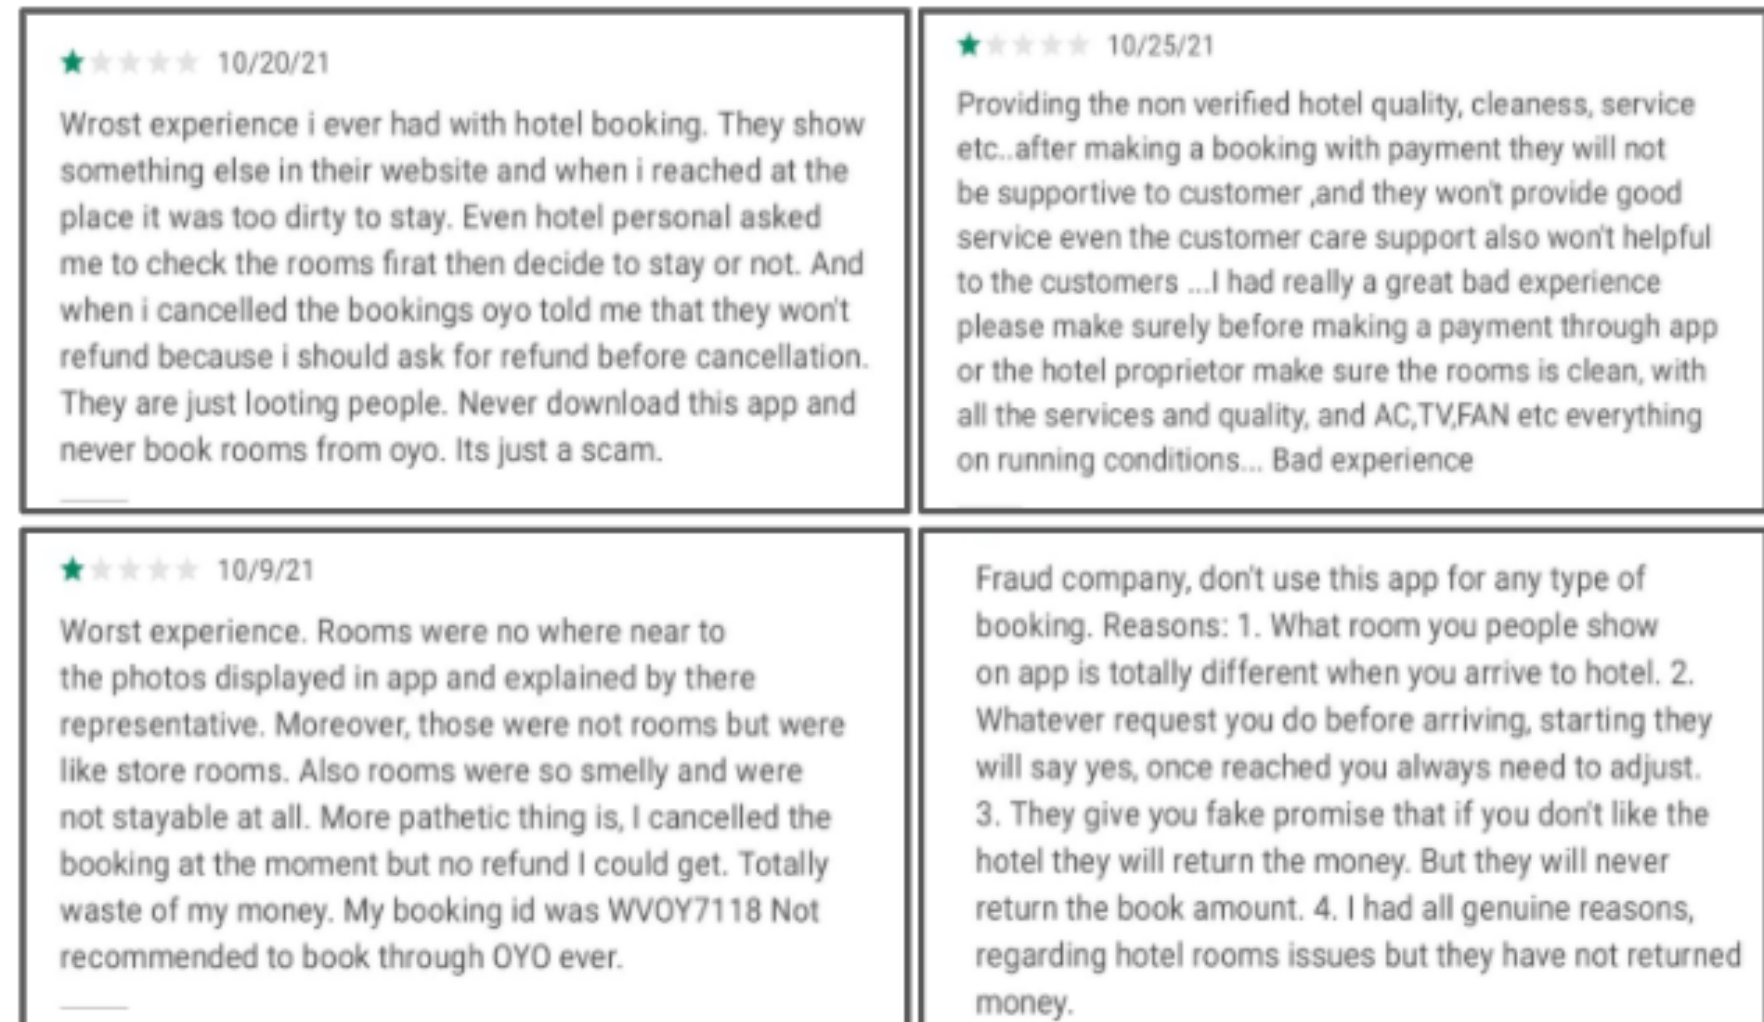 10/20/21
Wrost experience i ever had with hotel booking. They show
something else in their website and when i reached at the
place it was too dirty to stay. Even hotel personal asked
me to check the rooms firat then decide to stay or not. And
when i cancelled the bookings oyo told me that they won't
refund because i should ask for refund before cancellation.
They are just looting people. Never download this app and
never book rooms from oyo. Its just a scam.
10/25/21
Providing the non verified hotel quality, cleaness, service
etc..after making a booking with payment they will not
be supportive to customer ,and they won't provide good
service even the customer care support also won't helpful
to the customers ...I had really a great bad experience
please make surely before making a payment through app
or the hotel proprietor make sure the rooms is clean, with
all the services and quality, and AC,TV,FAN etc everything
on running conditions... Bad experience
10/9/21
Worst experience. Rooms were no where near to
the photos displayed in app and explained by there
representative. Moreover, those were not rooms but were
like store rooms. Also rooms were so smelly and were
not stayable at all. More pathetic thing is, I cancelled the
booking at the moment but no refund I could get. Totally
waste of my money. My booking id was WVOY7118 Not
recommended to book through OYO ever.
Fraud company, don't use this app for any type of
booking. Reasons: 1. What room you people show
on app is totally different when you arrive to hotel. 2.
Whatever request you do before arriving, starting they
will say yes, once reached you always need to adjust.
3. They give you fake promise that if you don't like the
hotel they will return the money. But they will never
return the book amount. 4. I had all genuine reasons,
regarding hotel rooms issues but they have not returned
money.